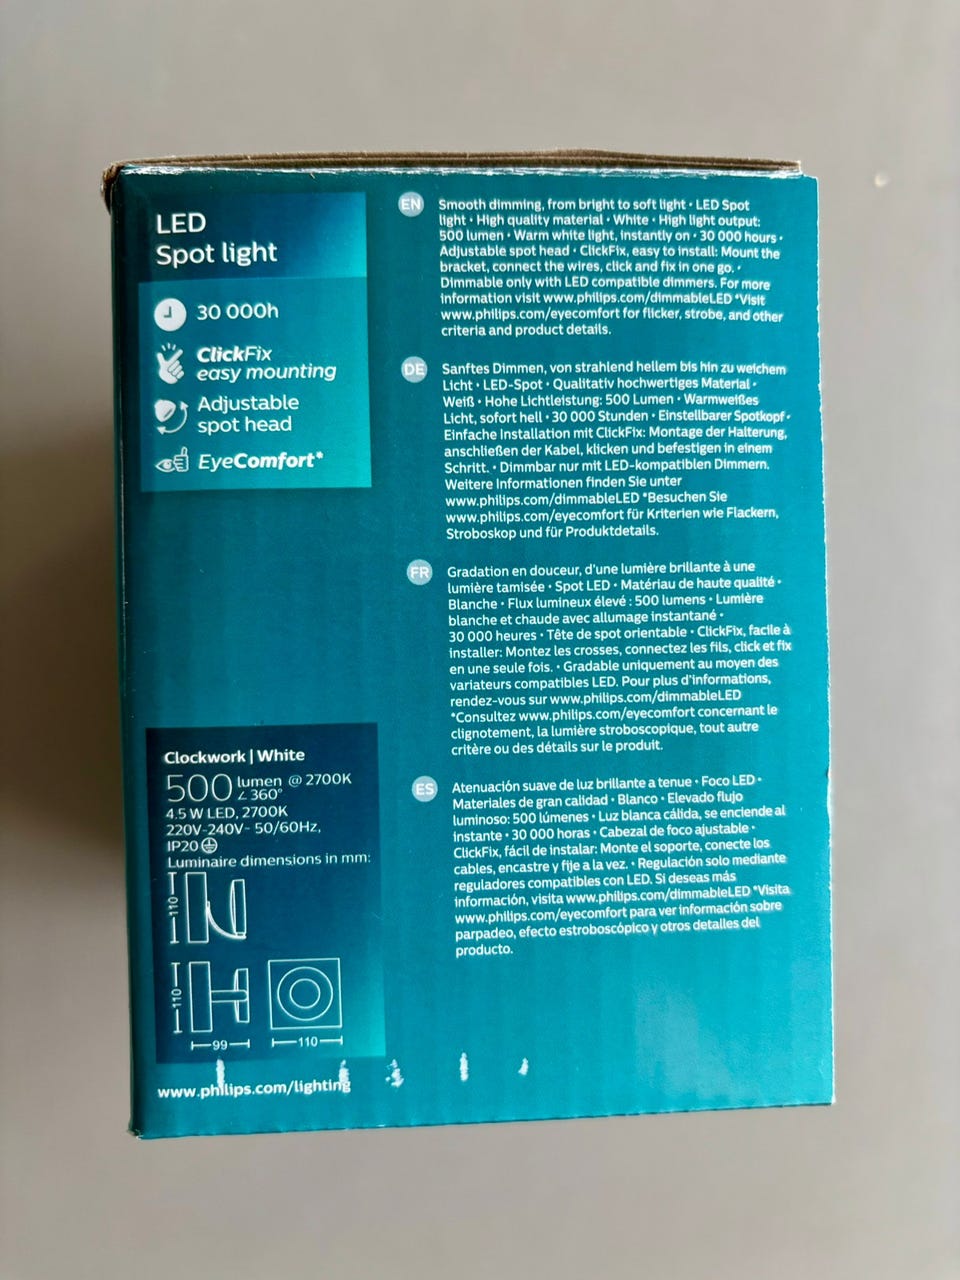 LED
Spot light
30 000h
ClickFix
easy mounting
Adjustable
spot head
EyeComfort*
Clockwork | White
500 lumen @ 2700K
∠ 360°
4.5 W LED, 2700K
220V-240V~ 50/60Hz,
IP20
Luminaire dimensions in mm:
110
110
99
110
www.philips.com/lighting
EN
Smooth dimming, from bright to soft light • LED Spot
light • High quality material • White • High light output:
500 lumen • Warm white light, instantly on • 30 000 hours •
Adjustable spot head • ClickFix, easy to install: Mount the
bracket, connect the wires, click and fix in one go. •
Dimmable only with LED compatible dimmers. For more
information visit www.philips.com/dimmableLED *Visit
www.philips.com/eyecomfort for flicker, strobe, and other
criteria and product details.
DE
Sanftes Dimmen, von strahlend hellem bis hin zu weichem
Licht • LED-Spot • Qualitativ hochwertiges Material •
Weiß • Hohe Lichtleistung: 500 Lumen • Warmweißes
Licht, sofort hell • 30 000 Stunden • Einstellbarer Spotkopf •
Einfache Installation mit ClickFix: Montage der Halterung,
anschließen der Kabel, klicken und befestigen in einem
Schritt. • Dimmbar nur mit LED-kompatiblen Dimmern.
Weitere Informationen finden Sie unter
www.philips.com/dimmableLED *Besuchen Sie
www.philips.com/eyecomfort für Kriterien wie Flackern,
Stroboskop und für Produktdetails.
FR
Gradation en douceur, d'une lumière brillante à une
lumière tamisée • Spot LED • Matériau de haute qualité •
Blanche • Flux lumineux élevé : 500 lumens • Lumière
blanche et chaude avec allumage instantané •
30 000 heures • Tête de spot orientable • ClickFix, facile à
installer: Montez les crosses, connectez les fils, click et fix
en une seule fois. • Gradable uniquement au moyen des
variateurs compatibles LED. Pour plus d'informations,
rendez-vous sur www.philips.com/dimmableLED
*Consultez www.philips.com/eyecomfort concernant le
clignotement, la lumière stroboscopique, tout autre
critère ou des détails sur le produit.
ES
Atenuación suave de luz brillante a tenue • Foco LED •
Materiales de gran calidad • Blanco • Elevado flujo
luminoso: 500 lúmenes • Luz blanca cálida, se enciende al
instante • 30 000 horas • Cabezal de foco ajustable •
ClickFix, fácil de instalar: Monte el soporte, conecte los
cables, encastre y fije a la vez. • Regulación solo mediante
reguladores compatibles con LED. Si deseas más
información, visita www.philips.com/dimmableLED *Visita
www.philips.com/eyecomfort para ver información sobre
parpadeo, efecto estroboscópico y otros detalles del
producto.